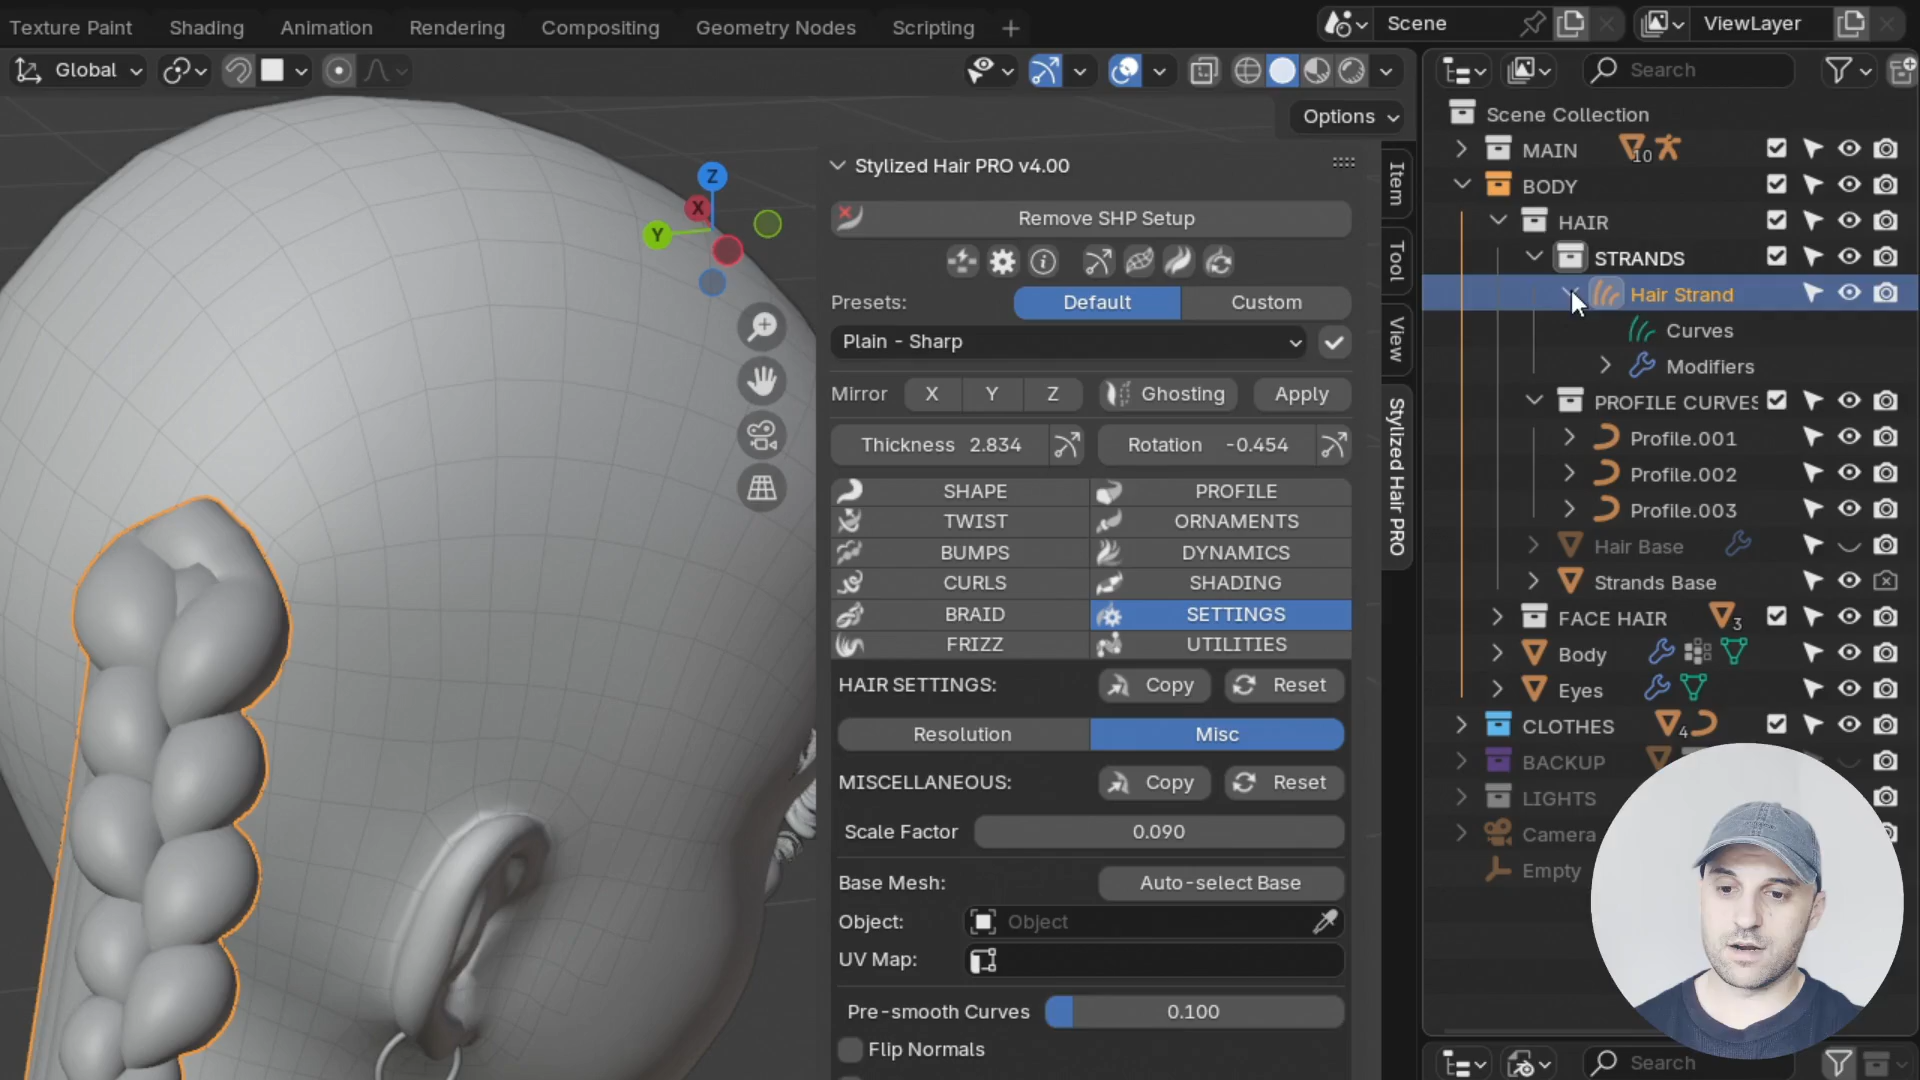 Texture Paint Shading Animation Rendering Compositing Geometry Nodes Scripting +
Scene
ViewLayer
Global
Search
Options
Scene Collection
MAIN 10
BODY
HAIR
STRANDS
Hair Strand
Curves
Modifiers
PROFILE CURVES
Profile.001
Profile.002
Profile.003
Hair Base
Strands Base
FACE HAIR 3
Body
Eyes
CLOTHES 4
BACKUP
LIGHTS
Camera
Empty
Search
Z
X
Y
Item
Tool
View
Stylized Hair PRO
Stylized Hair PRO v4.00
Remove SHP Setup
Presets: Default Custom
Plain - Sharp
Mirror X Y Z Ghosting Apply
Thickness 2.834 Rotation -0.454
SHAPE PROFILE
TWIST ORNAMENTS
BUMPS DYNAMICS
CURLS SHADING
BRAID SETTINGS
FRIZZ UTILITIES
HAIR SETTINGS: Copy Reset
Resolution Misc
MISCELLANEOUS: Copy Reset
Scale Factor 0.090
Base Mesh: Auto-select Base
Object: Object
UV Map:
Pre-smooth Curves 0.100
Flip Normals